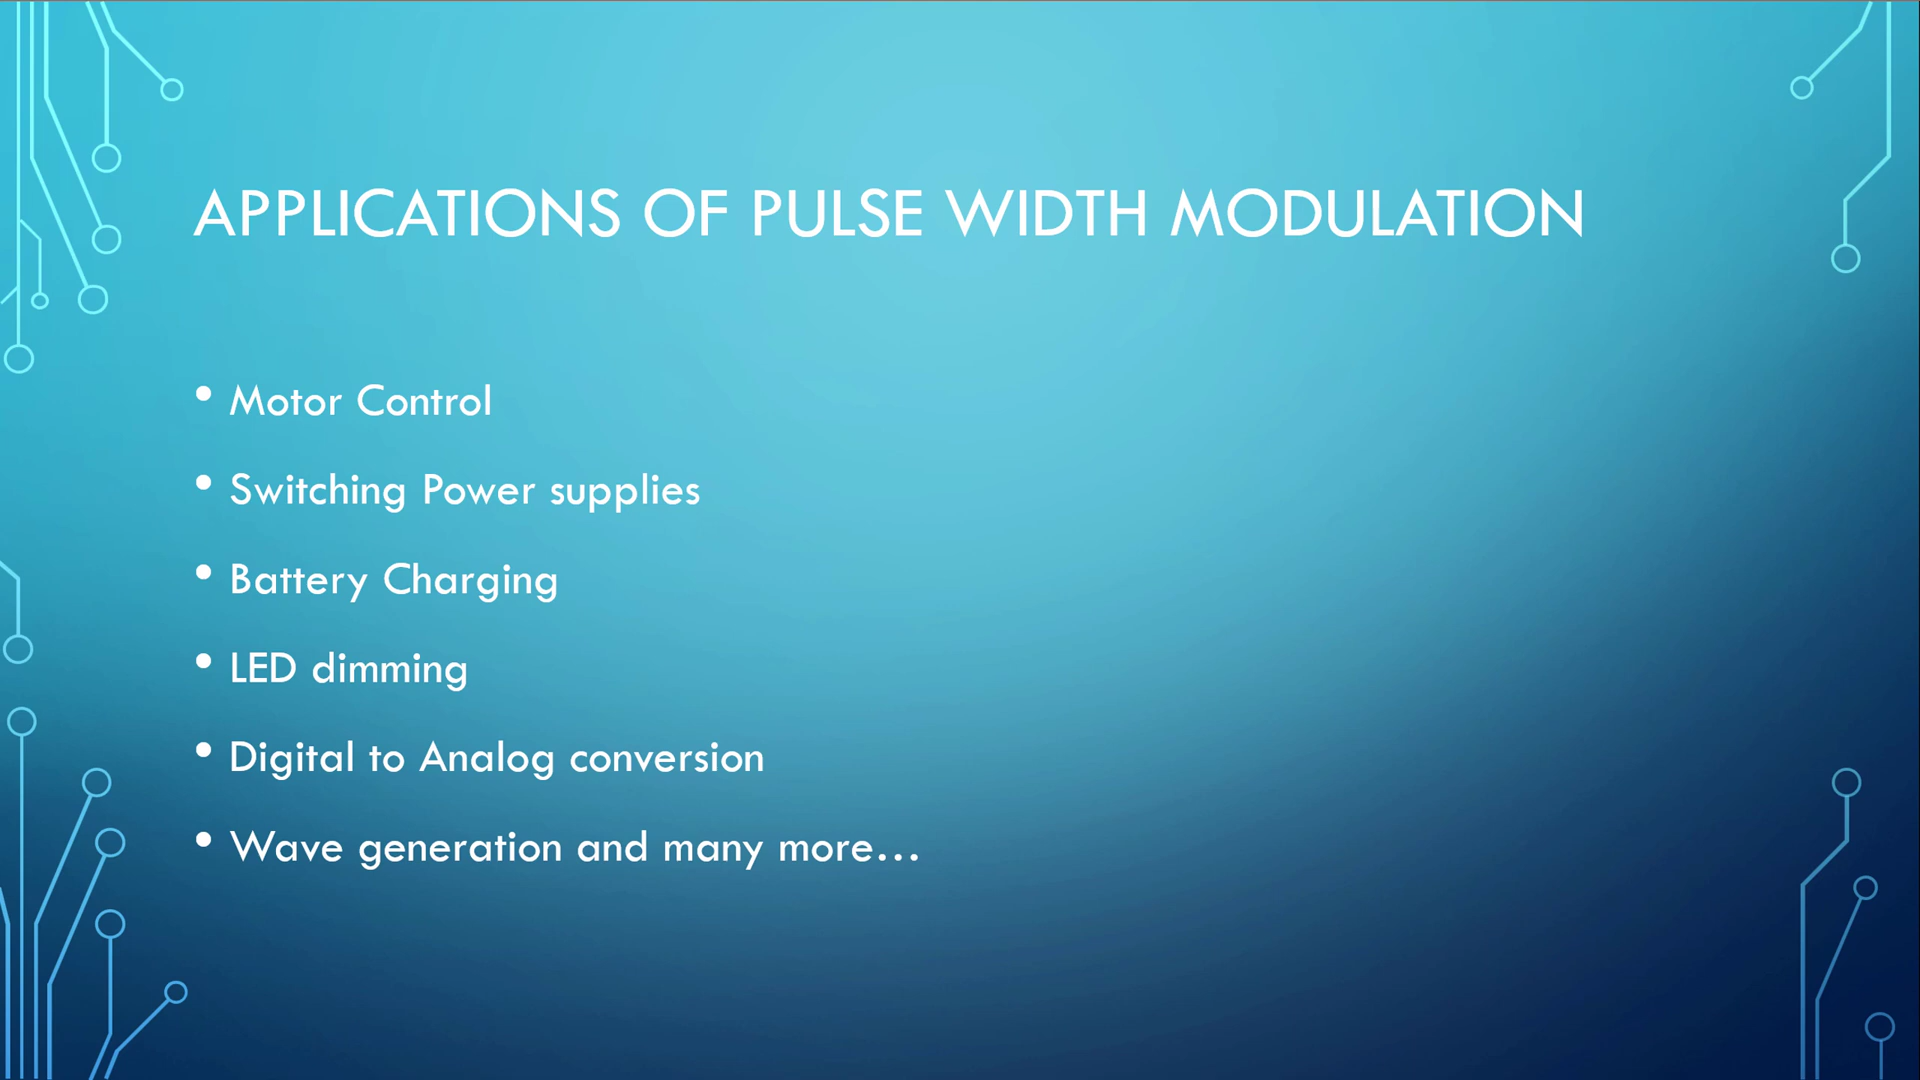 APPLICATIONS OF PULSE WIDTH MODULATION
• Motor Control
• Switching Power supplies
• Battery Charging
• LED dimming
• Digital to Analog conversion
• Wave generation and many more…